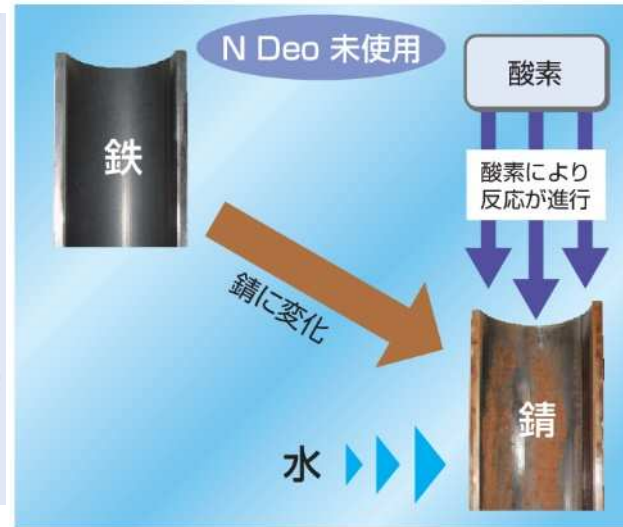 N Deo 未使用
酸素
鉄
酸素により
反応が進行
錆に変化
錆
水